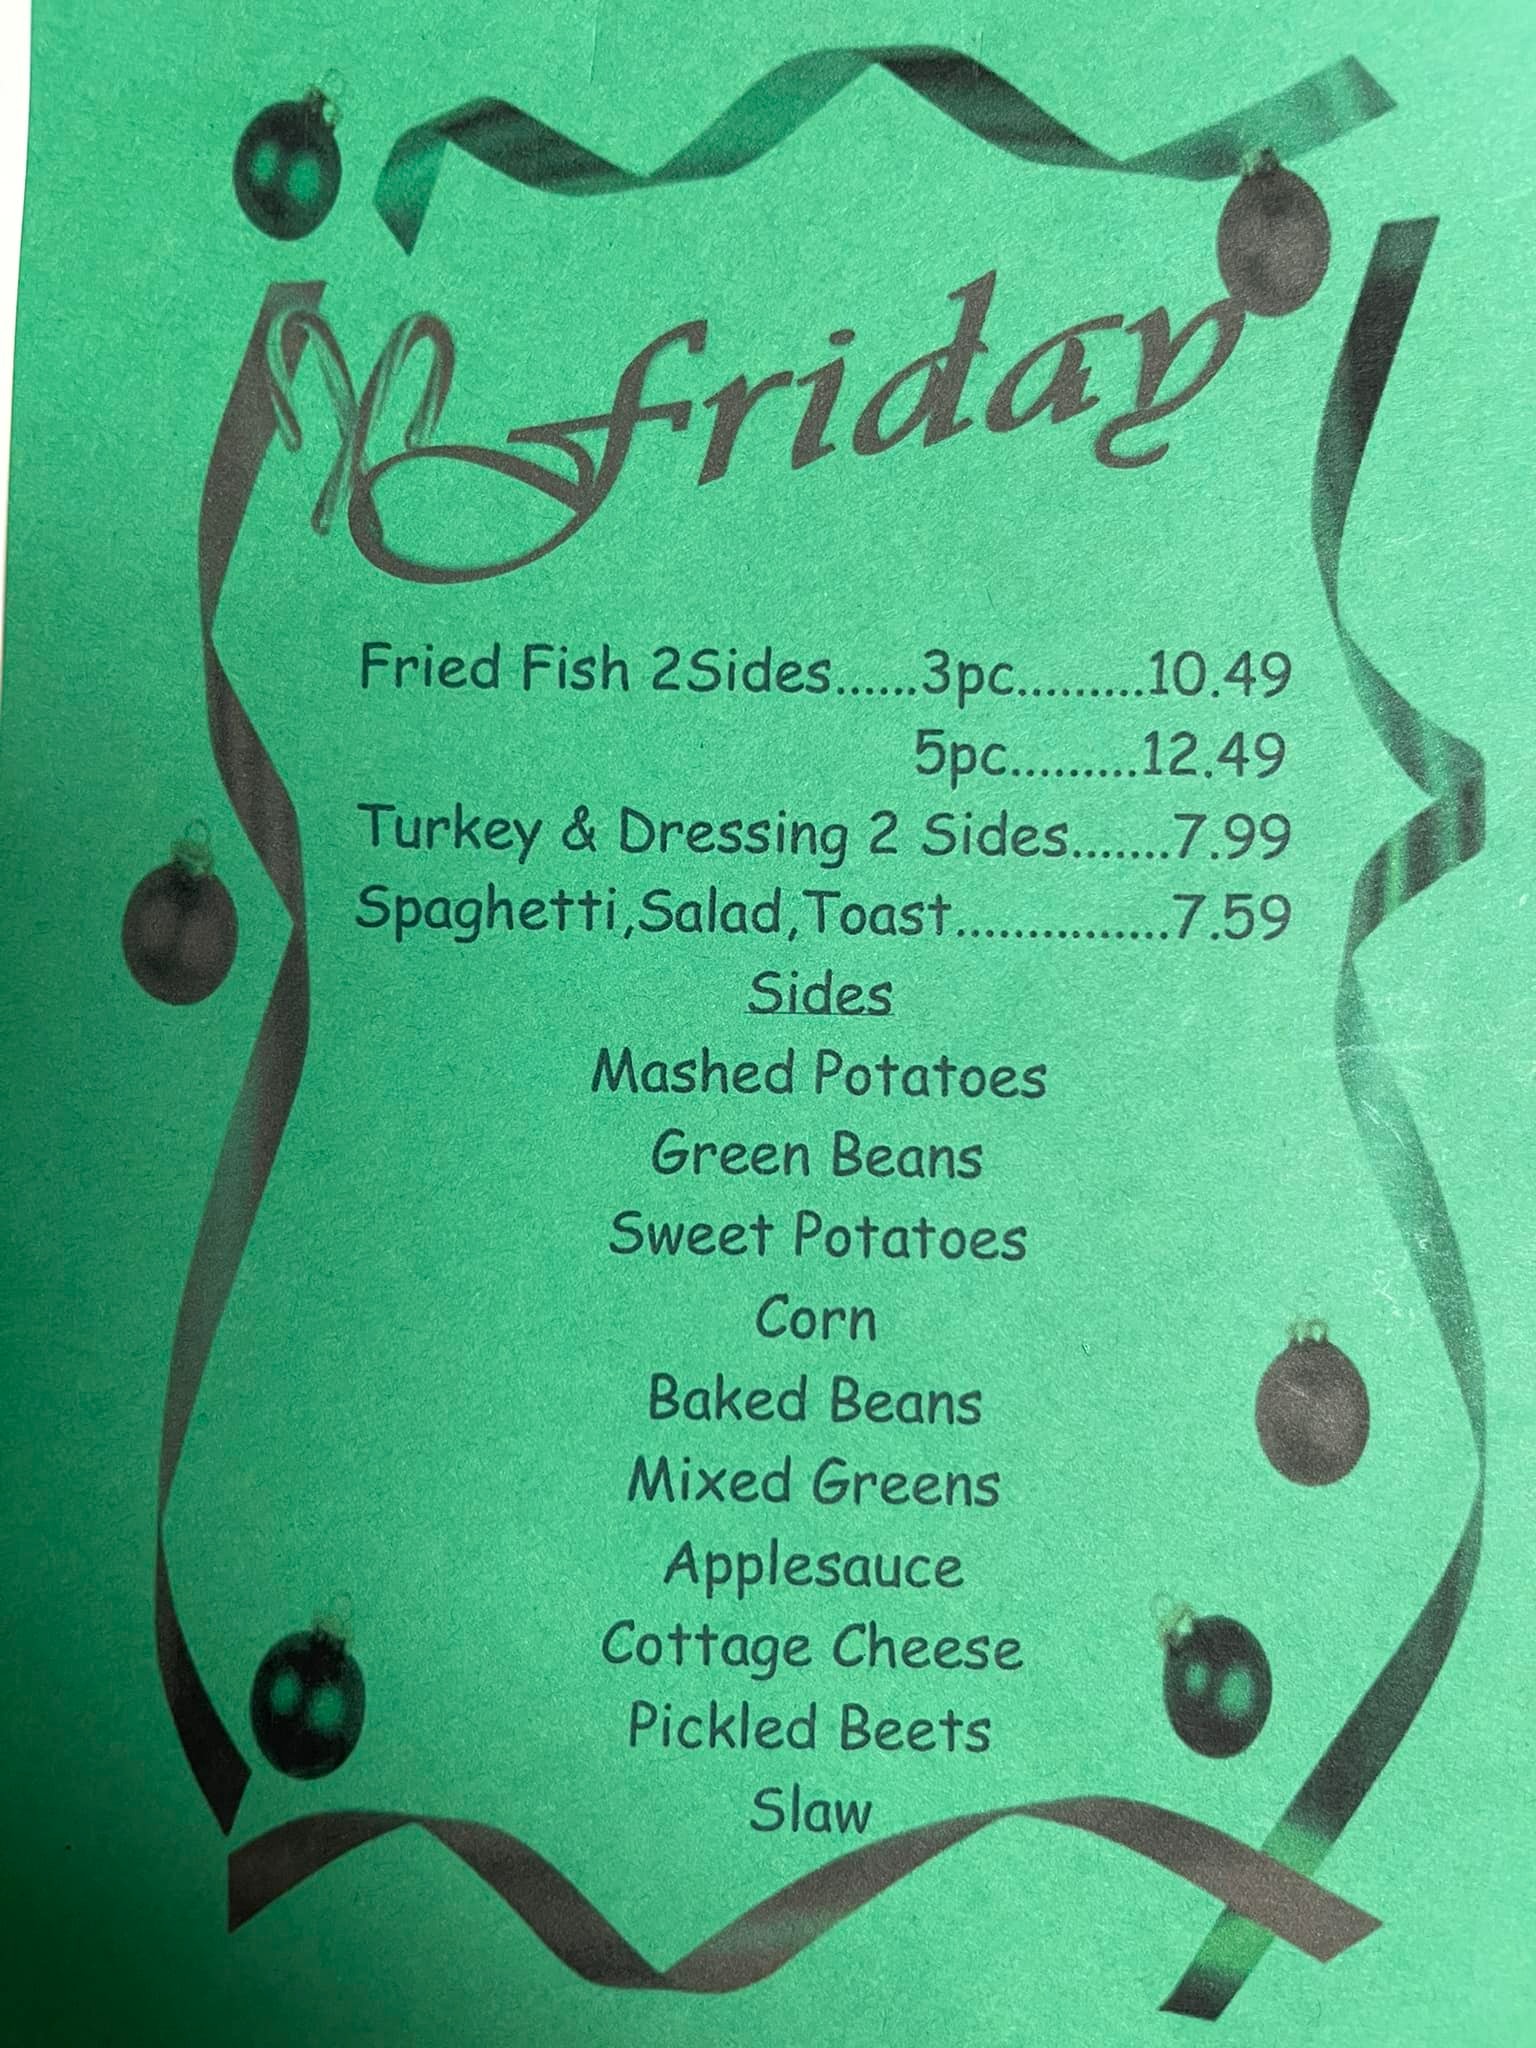 friday
Fried Fish 2Sides......3pc.........10.49
5pc.........12.49
Turkey & Dressing 2 Sides.......7.99
Spaghetti,Salad,Toast...............7.59
Sides
Mashed Potatoes
Green Beans
Sweet Potatoes
Corn
Baked Beans
Mixed Greens
Applesauce
Cottage Cheese
Pickled Beets
Slaw